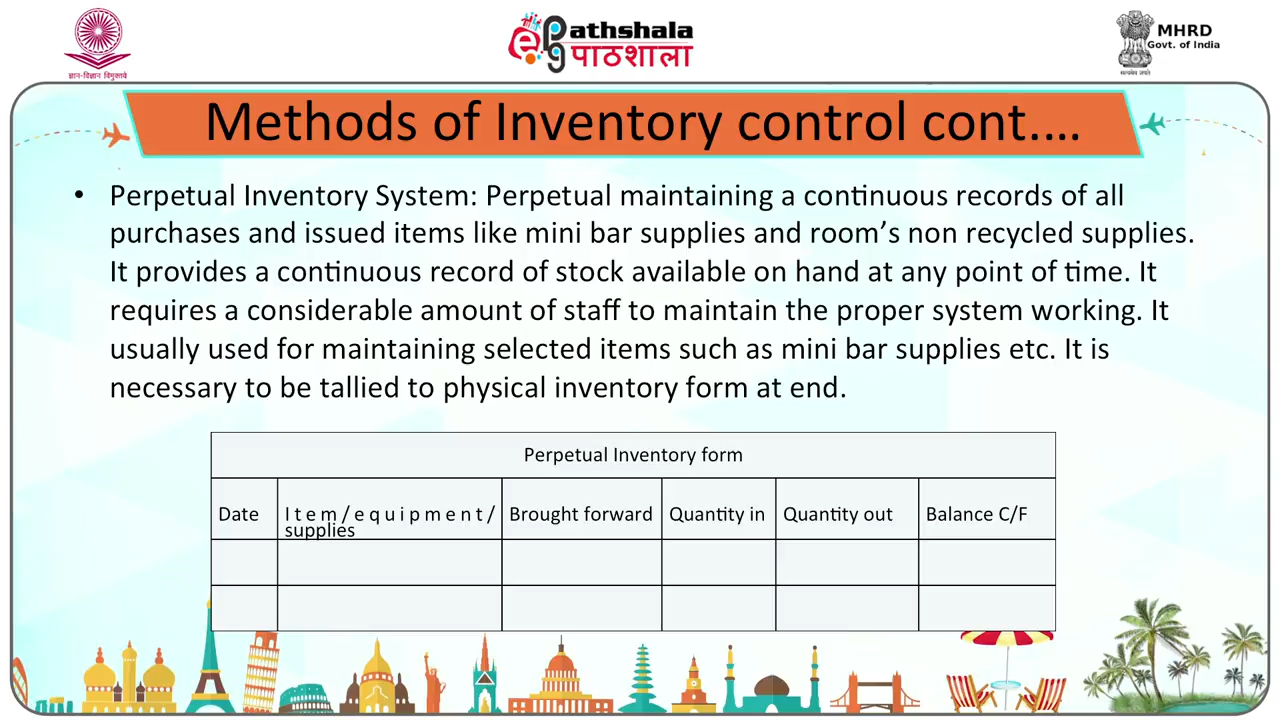 ज्ञान-विज्ञान विमुक्तये
epg Pathshala
पाठशाला
MHRD
Govt. of India
सत्यमेव जयते
Methods of Inventory control cont....
• Perpetual Inventory System: Perpetual maintaining a continuous records of all
purchases and issued items like mini bar supplies and room’s non recycled supplies.
It provides a continuous record of stock available on hand at any point of time. It
requires a considerable amount of staff to maintain the proper system working. It
usually used for maintaining selected items such as mini bar supplies etc. It is
necessary to be tallied to physical inventory form at end.
Perpetual Inventory form
Date Item/equipment/ Brought forward Quantity in Quantity out Balance C/F
supplies